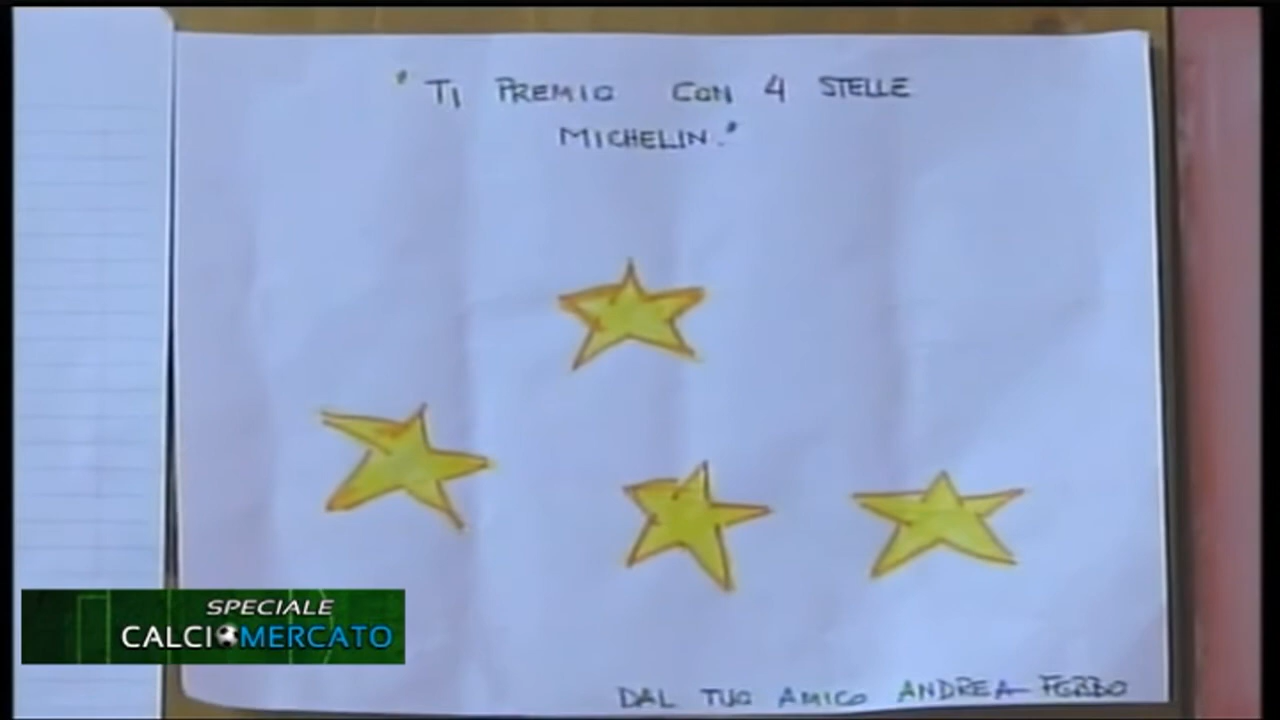 "TI PREMIO CON 4 STELLE
MICHELIN."
DAL TUO AMICO ANDREA
SPECIALE
CALCIOMERCATO